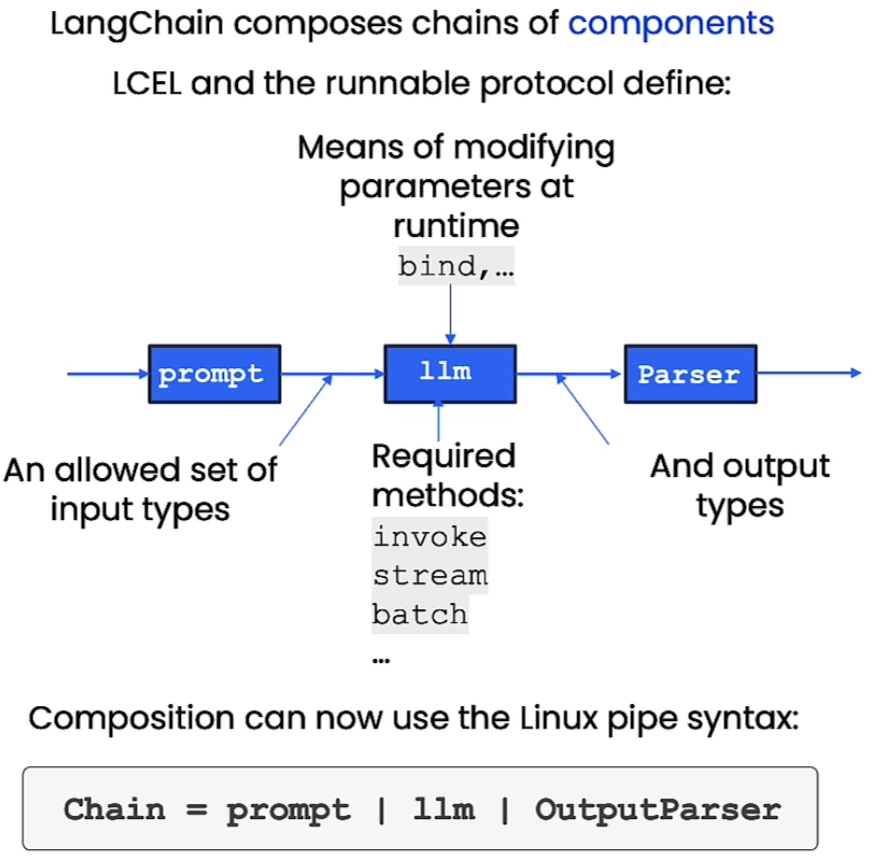 LangChain composes chains of components
LCEL and the runnable protocol define:
Means of modifying
parameters at
runtime
bind,…
prompt
llm
Parser
An allowed set of
input types
Required
methods:
invoke
stream
batch
…
And output
types
Composition can now use the Linux pipe syntax:
Chain = prompt | llm | OutputParser